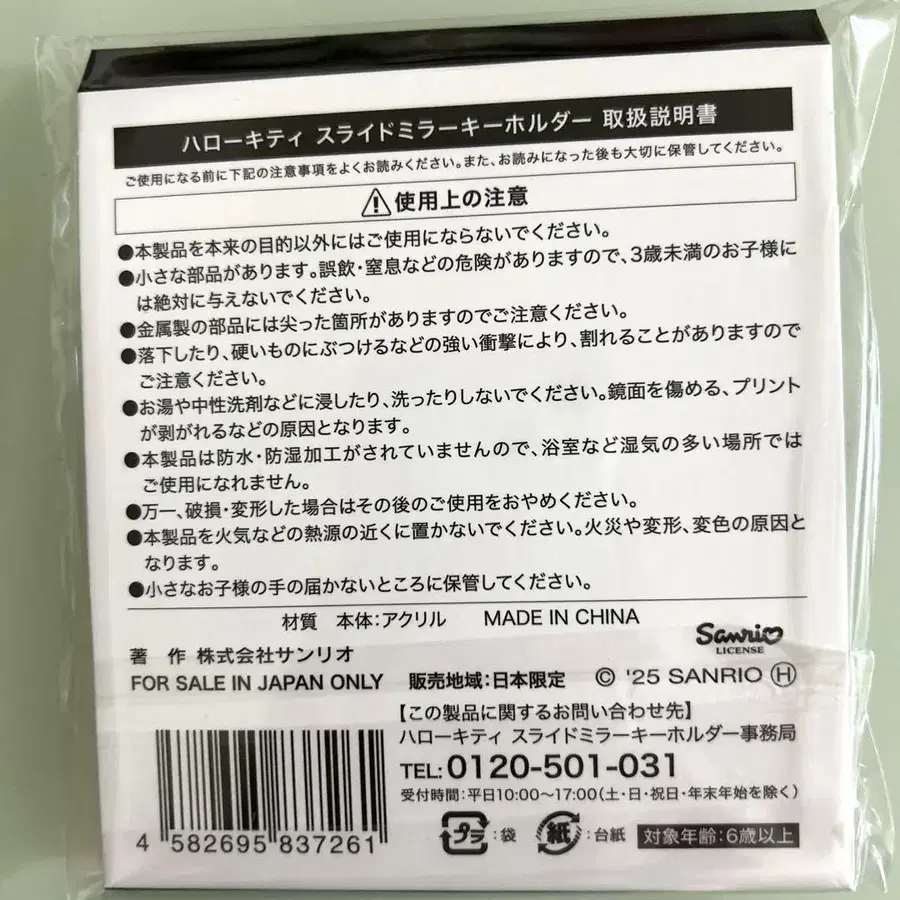 ハローキティ スライドミラーキーホルダー 取扱説明書
ご使用になる前に下記の注意事項をよくお読みください。また、お読みになった後も大切に保管してください。
使用上の注意
●本製品を本来の目的以外にはご使用にならないでください。
●小さな部品があります。誤飲・窒息などの危険がありますので、3歳未満のお子様に
は絶対に与えないでください。
●金属製の部品には尖った箇所がありますのでご注意ください。
●落下したり、硬いものにぶつけるなどの強い衝撃により、割れることがありますので
ご注意ください。
●お湯や中性洗剤などに浸したり、洗ったりしないでください。鏡面を傷める、プリント
が剥がれるなどの原因となります。
●本製品は防水・防湿加工がされていませんので、浴室など湿気の多い場所では
ご使用になれません。
●万一、破損・変形した場合はその後のご使用をおやめください。
●本製品を火気などの熱源の近くに置かないでください。火災や変形、変色の原因と
なります。
●小さなお子様の手の届かないところに保管してください。
材質 本体:アクリル MADE IN CHINA
Sanrio
LICENSE
著 作 株式会社サンリオ
FOR SALE IN JAPAN ONLY 販売地域:日本限定 © '25 SANRIO Ⓗ
【この製品に関するお問い合わせ先】
ハローキティ スライドミラーキーホルダー事務局
TEL:0120-501-031
受付時間:平日10:00〜17:00(土・日・祝日・年末年始を除く)
プラ:袋 紙:台紙 対象年齢:6歳以上
4 582695 837261